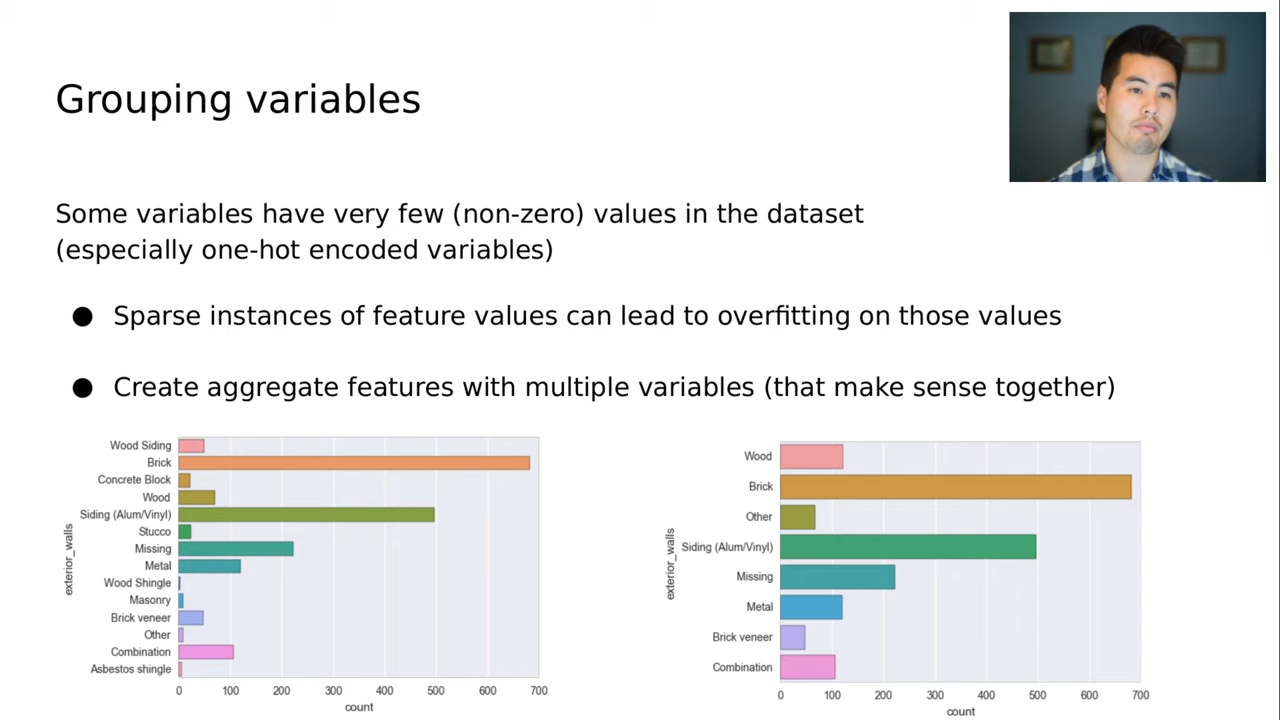 Grouping variables
Some variables have very few (non-zero) values in the dataset
(especially one-hot encoded variables)
● Sparse instances of feature values can lead to overfitting on those values
● Create aggregate features with multiple variables (that make sense together)
exterior_walls
Wood Siding
Brick
Concrete Block
Wood
Siding (Alum/Vinyl)
Stucco
Missing
Metal
Wood Shingle
Masonry
Brick veneer
Other
Combination
Asbestos shingle
0 100 200 300 400 500 600 700
count
exterior_walls
Wood
Brick
Other
Siding (Alum/Vinyl)
Missing
Metal
Brick veneer
Combination
0 100 200 300 400 500 600 700
count